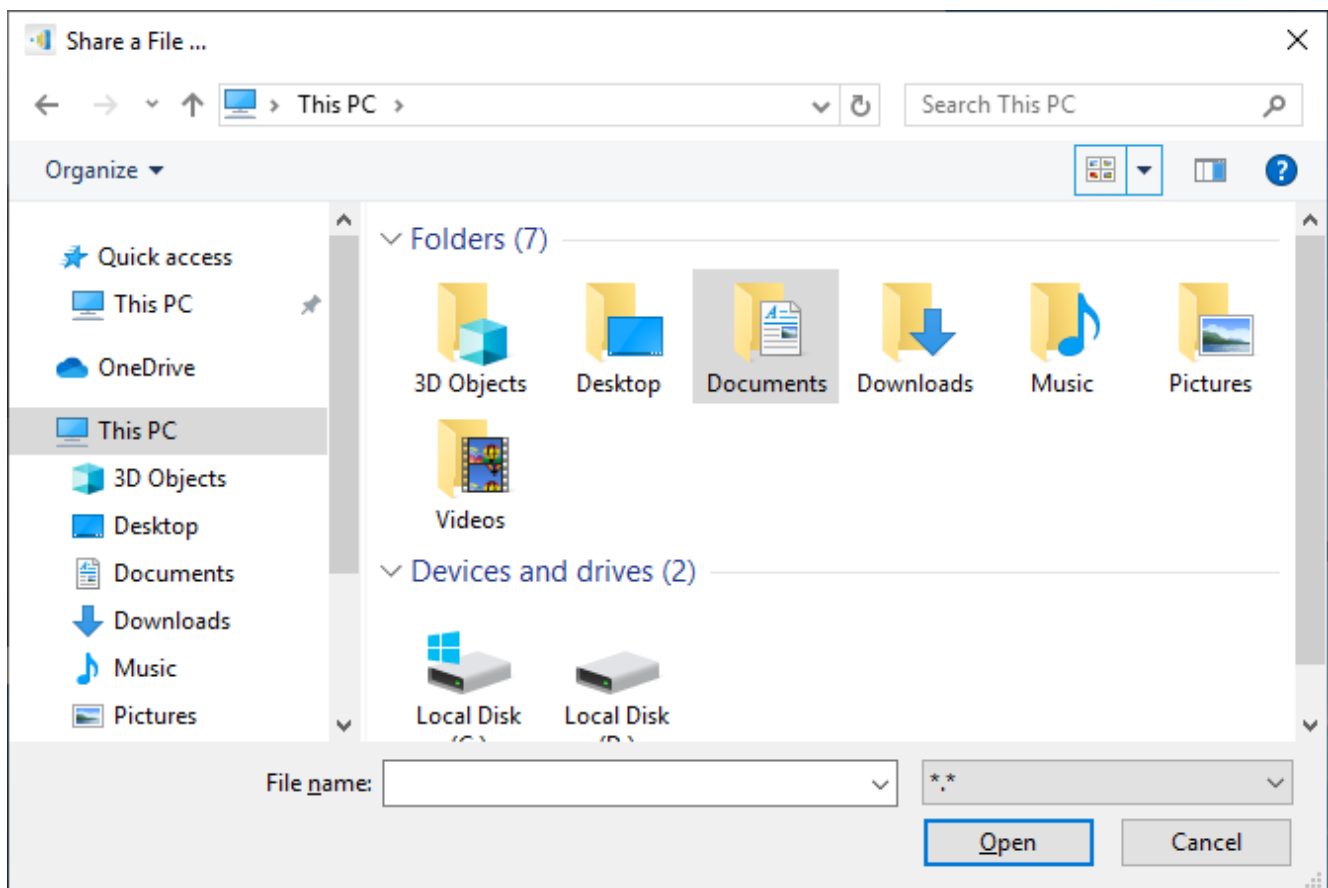 Share a File ...
This PC
Search This PC
Organize
Quick access
This PC
OneDrive
This PC
3D Objects
Desktop
Documents
Downloads
Music
Pictures
Folders (7)
3D Objects
Desktop
Documents
Downloads
Music
Pictures
Videos
Devices and drives (2)
Local Disk
Local Disk
File name:
*.*
Open
Cancel